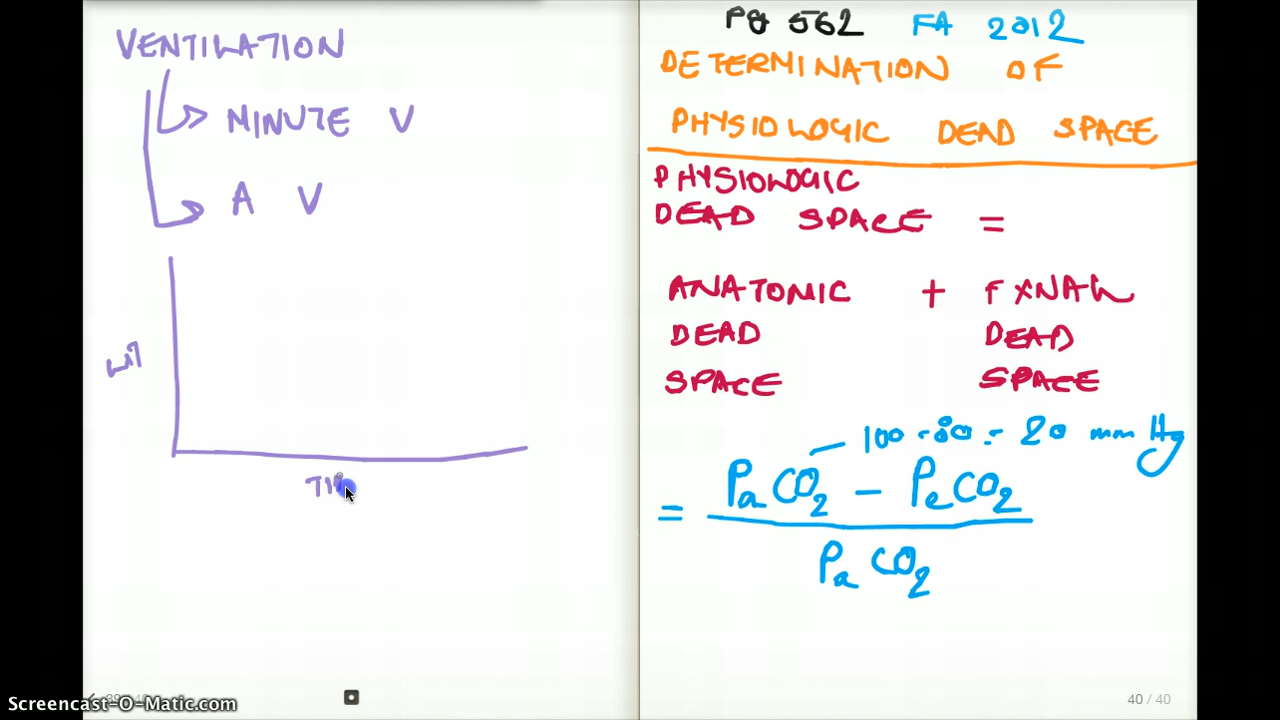 VENTILATION
MINUTE V
A V
TI
Pg 562 FA 2012
DETERMINATION OF
PHYSIOLOGIC DEAD SPACE
PHYSIOLOGIC
DEAD SPACE =
ANATOMIC + FXNAL
DEAD DEAD
SPACE SPACE
100 - 80 = 20 mm Hg
= PaCO2 - PeCO2
PaCO2
40 / 40
Screencast-O-Matic.com